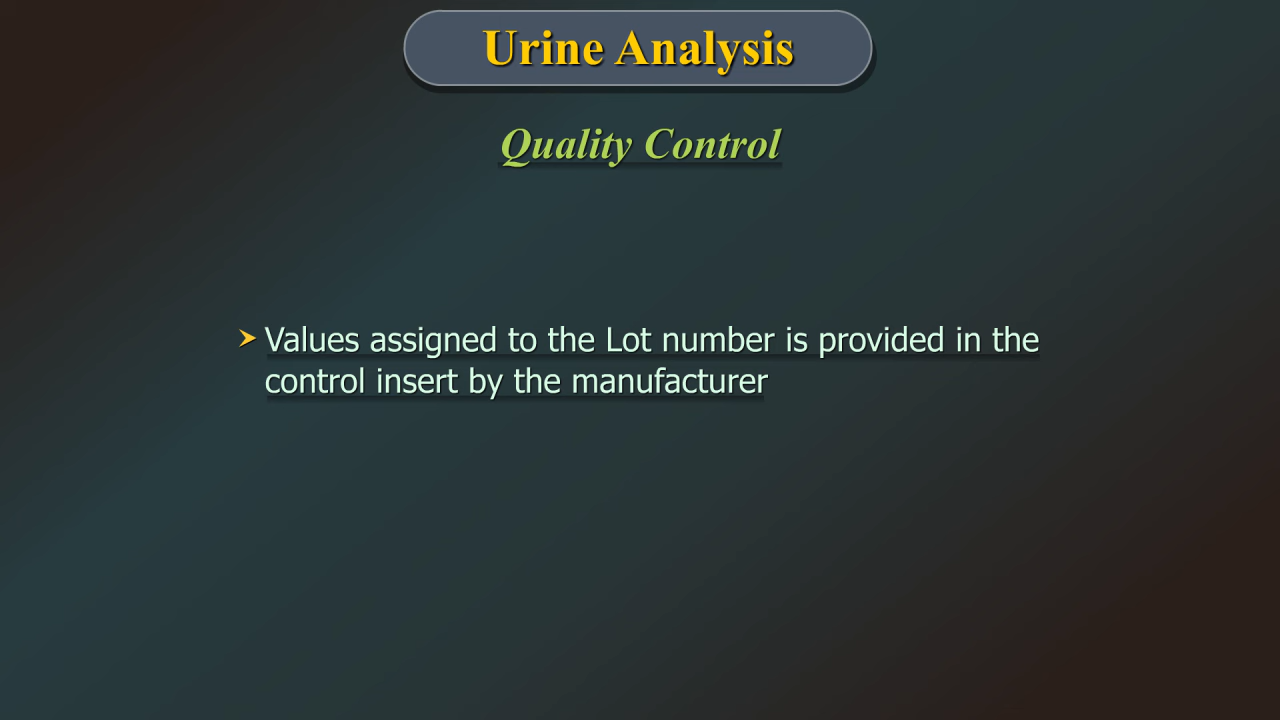 Urine Analysis
Quality Control
➢ Values assigned to the Lot number is provided in the
control insert by the manufacturer